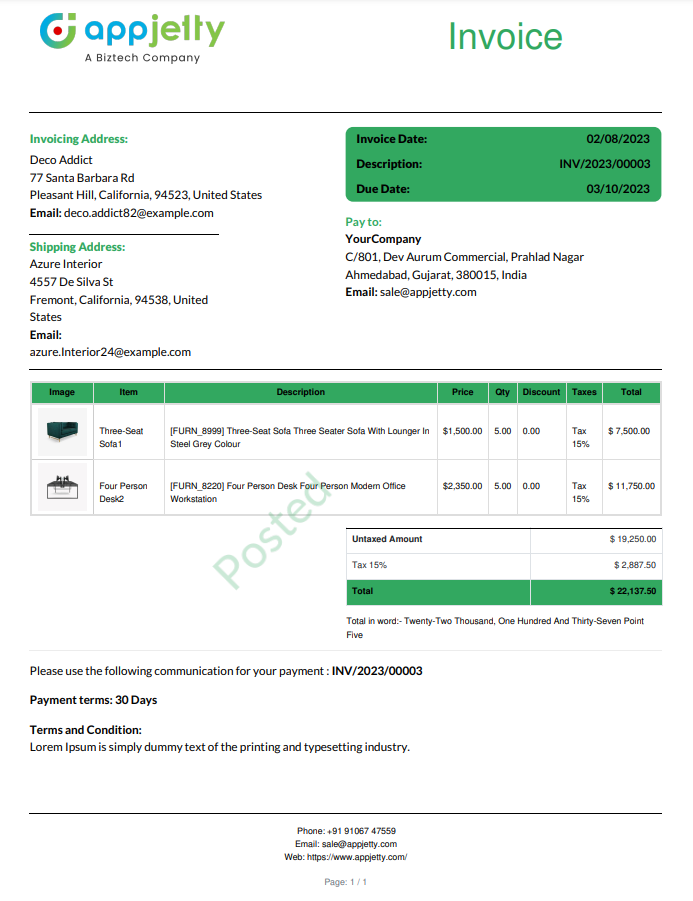 appjetty
A Biztech Company
Invoice
Invoicing Address:
Deco Addict
77 Santa Barbara Rd
Pleasant Hill, California, 94523, United States
Email: deco.addict82@example.com
Invoice Date: 02/08/2023
Description: INV/2023/00003
Due Date: 03/10/2023
Shipping Address:
Azure Interior
4557 De Silva St
Fremont, California, 94538, United
States
Email:
azure.Interior24@example.com
Pay to:
YourCompany
C/801, Dev Aurum Commercial, Prahlad Nagar
Ahmedabad, Gujarat, 380015, India
Email: sale@appjetty.com
Image Item Description Price Qty Discount Taxes Total
Three-Seat [FURN_8999] Three-Seat Sofa Three Seater Sofa With Lounger In $1,500.00 5.00 0.00 Tax $ 7,500.00
Sofa1 Steel Grey Colour 15%
Four Person [FURN_8220] Four Person Desk Four Person Modern Office $2,350.00 5.00 0.00 Tax $ 11,750.00
Desk2 Workstation 15%
Posted
Untaxed Amount $ 19,250.00
Tax 15% $ 2,887.50
Total $ 22,137.50
Total in word:- Twenty-Two Thousand, One Hundred And Thirty-Seven Point
Five
Please use the following communication for your payment : INV/2023/00003
Payment terms: 30 Days
Terms and Condition:
Lorem Ipsum is simply dummy text of the printing and typesetting industry.
Phone: +91 91067 47559
Email: sale@appjetty.com
Web: https://www.appjetty.com/
Page: 1 / 1